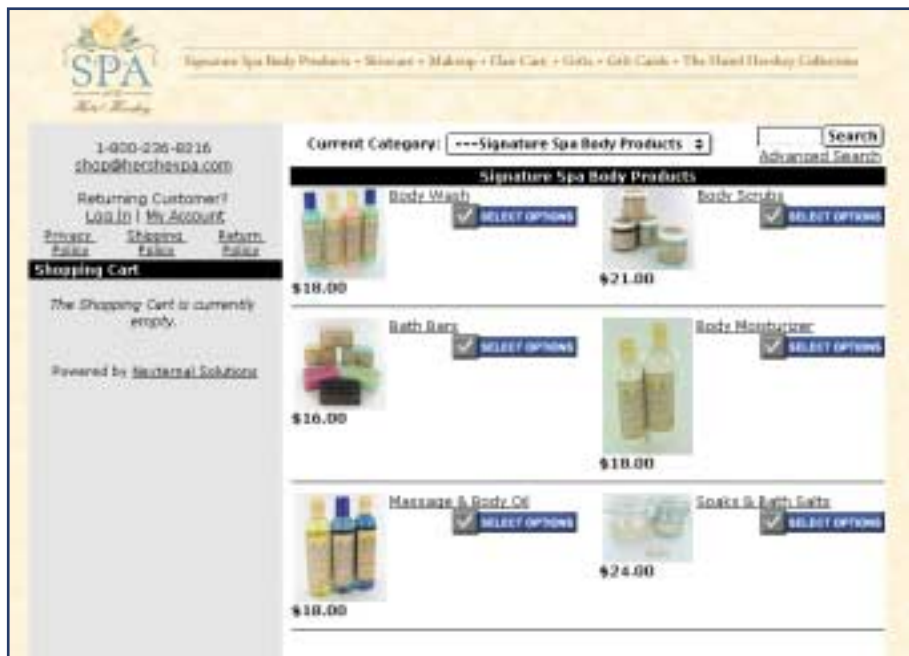 SPA
Signature Spa Body Products • Skincare • Makeup • Hair Care • Gifts • Gift Cards • The Hotel Hershey Collection
1-800-236-8216
shop@hershespa.com
Returning Customer?
Log In | My Account
Privacy Policy
Shipping Policy
Return Policy
Shopping Cart
The Shopping Cart is currently
empty.
Powered by Nexternal Solutions
Current Category: ---Signature Spa Body Products
Search
Advanced Search
Signature Spa Body Products
Body Wash
SELECT OPTIONS
$18.00
Body Scrubs
SELECT OPTIONS
$21.00
Bath Bars
SELECT OPTIONS
$16.00
Body Moisturizer
SELECT OPTIONS
$18.00
Massage & Body Oil
SELECT OPTIONS
$18.00
Soaks & Bath Salts
SELECT OPTIONS
$24.00